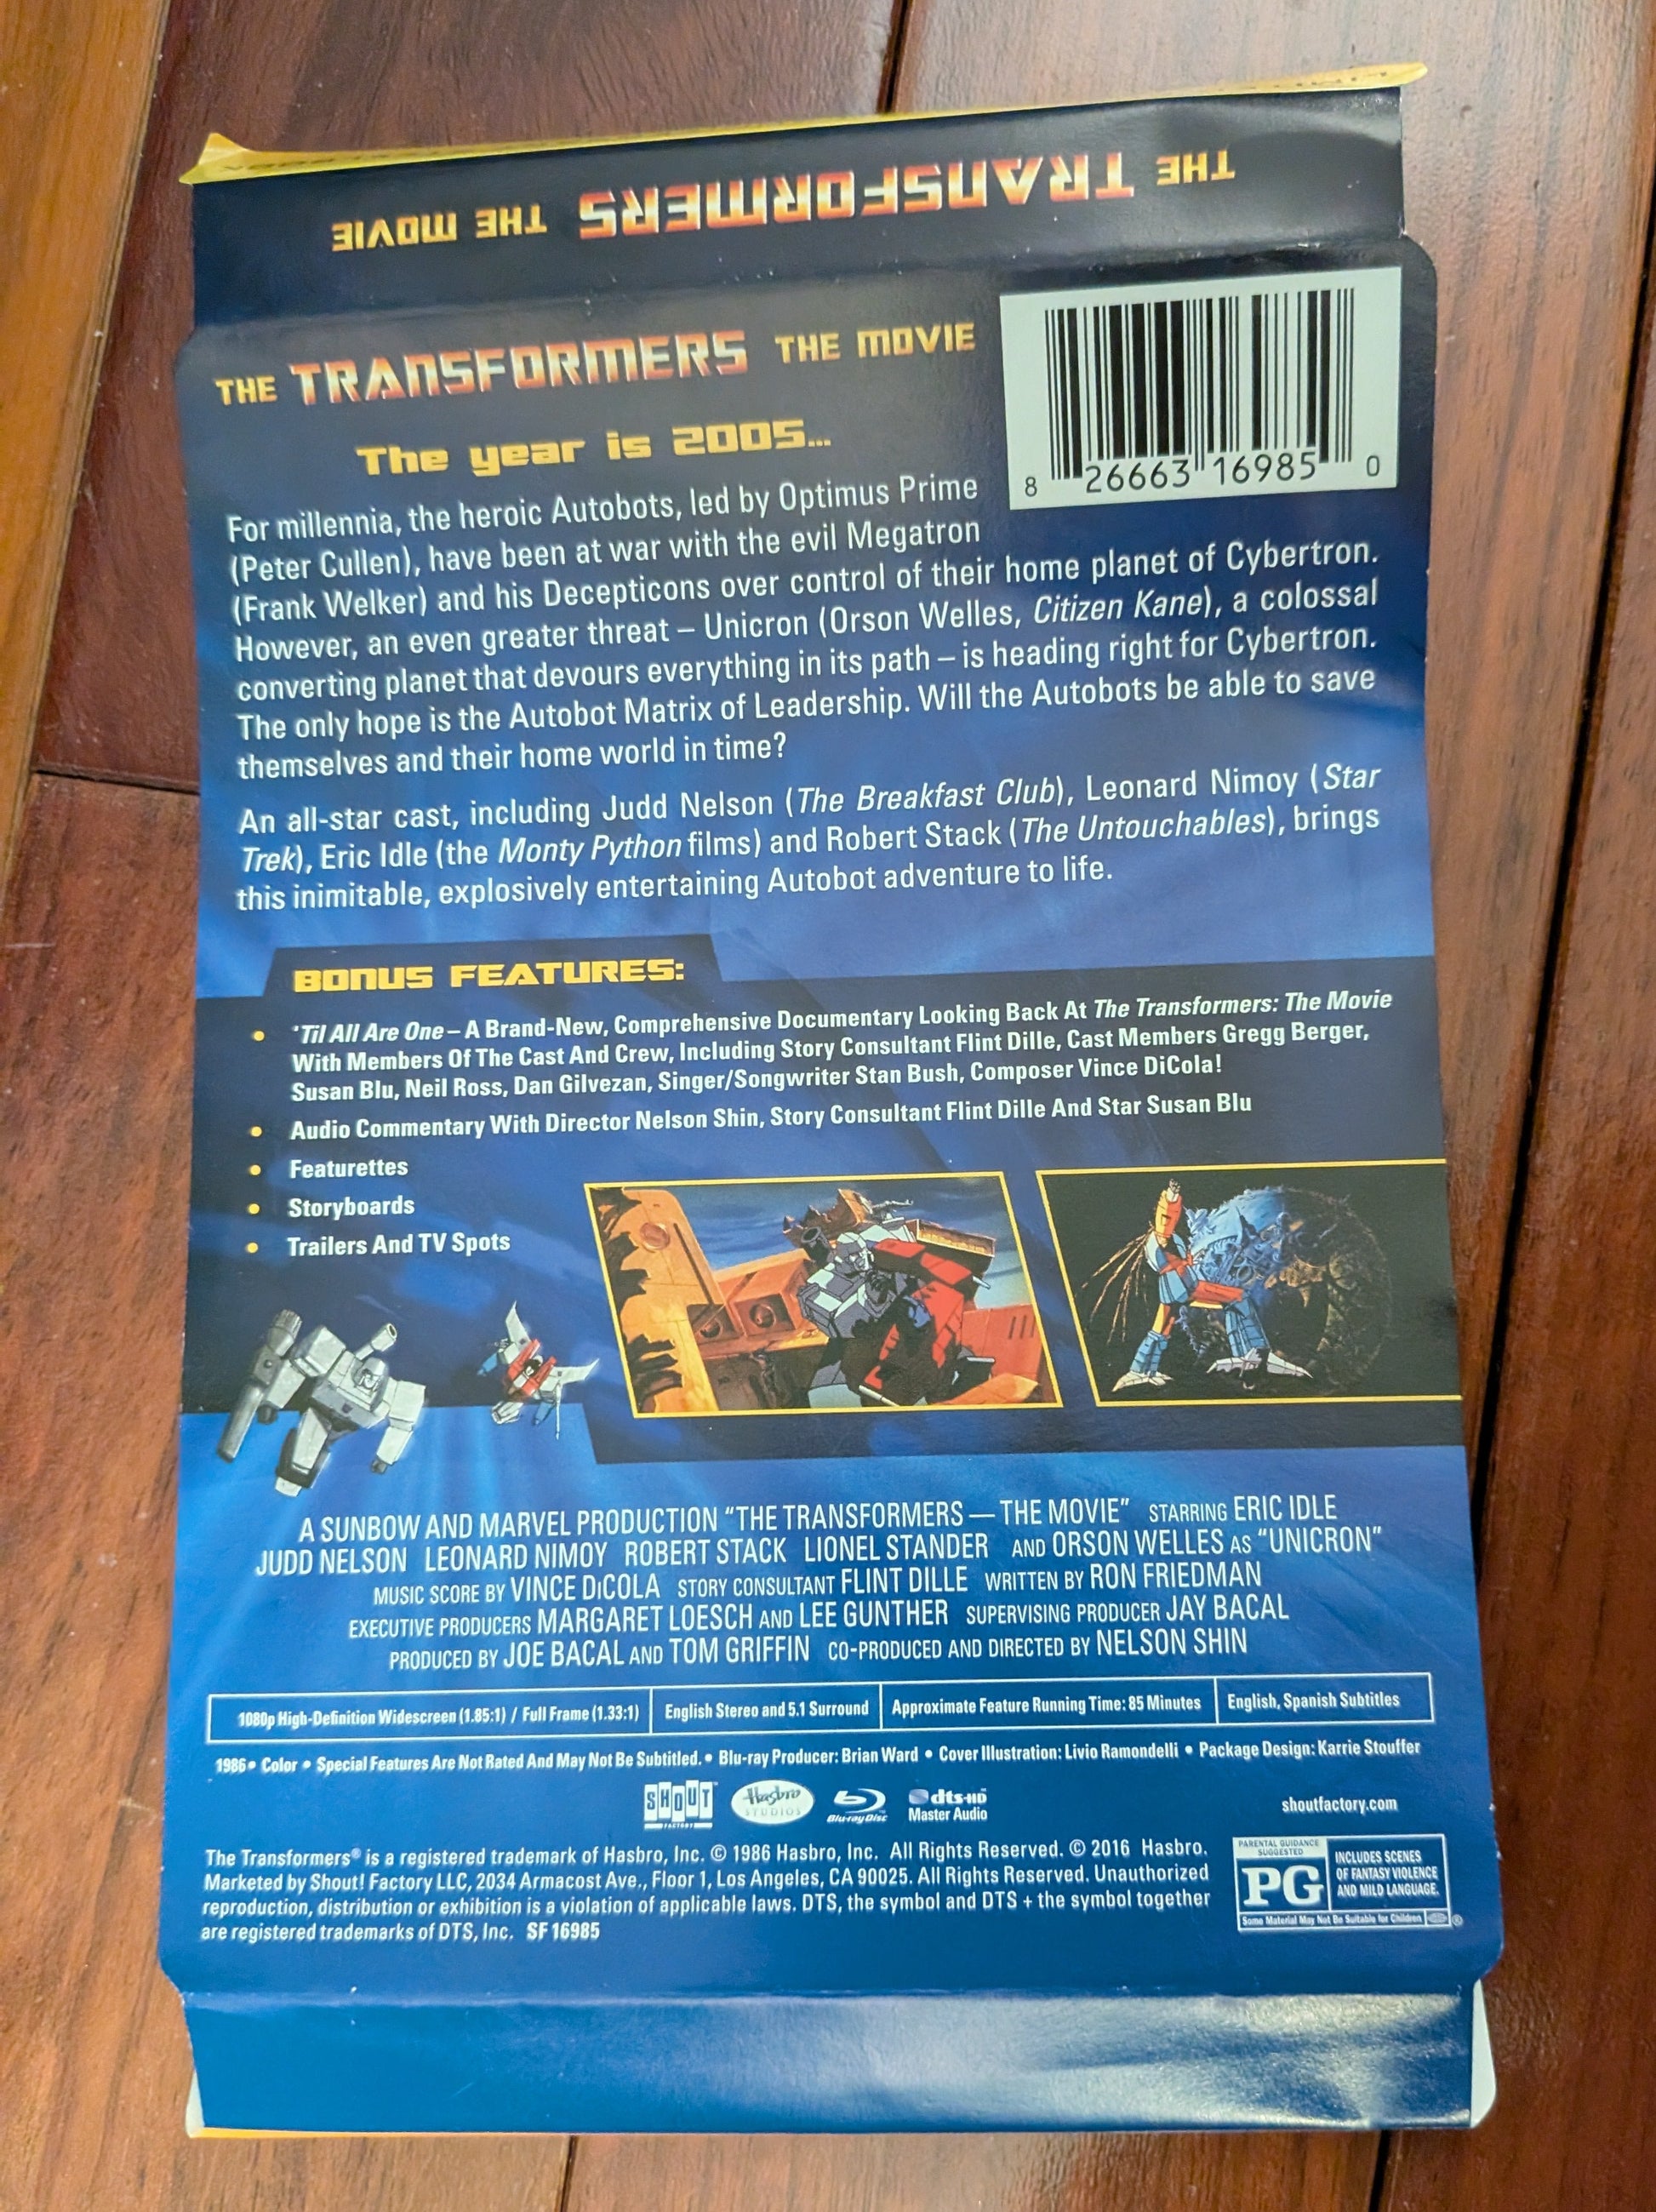 THE TRANSFORMERS THE MOVIE
THE TRANSFORMERS THE MOVIE
8 26663 16985 0
The year is 2005...
For millennia, the heroic Autobots, led by Optimus Prime
(Peter Cullen), have been at war with the evil Megatron
(Frank Welker) and his Decepticons over control of their home planet of Cybertron.
However, an even greater threat – Unicron (Orson Welles, Citizen Kane), a colossal
converting planet that devours everything in its path – is heading right for Cybertron.
The only hope is the Autobot Matrix of Leadership. Will the Autobots be able to save
themselves and their home world in time?
An all-star cast, including Judd Nelson (The Breakfast Club), Leonard Nimoy (Star
Trek), Eric Idle (the Monty Python films) and Robert Stack (The Untouchables), brings
this inimitable, explosively entertaining Autobot adventure to life.
BONUS FEATURES:
• 'Til All Are One – A Brand-New, Comprehensive Documentary Looking Back At The Transformers: The Movie
With Members Of The Cast And Crew, Including Story Consultant Flint Dille, Cast Members Gregg Berger,
Susan Blu, Neil Ross, Dan Gilvezan, Singer/Songwriter Stan Bush, Composer Vince DiCola!
• Audio Commentary With Director Nelson Shin, Story Consultant Flint Dille And Star Susan Blu
• Featurettes
• Storyboards
• Trailers And TV Spots
A SUNBOW AND MARVEL PRODUCTION "THE TRANSFORMERS — THE MOVIE" STARRING ERIC IDLE
JUDD NELSON LEONARD NIMOY ROBERT STACK LIONEL STANDER AND ORSON WELLES AS "UNICRON"
MUSIC SCORE BY VINCE DiCOLA STORY CONSULTANT FLINT DILLE WRITTEN BY RON FRIEDMAN
EXECUTIVE PRODUCERS MARGARET LOESCH AND LEE GUNTHER SUPERVISING PRODUCER JAY BACAL
PRODUCED BY JOE BACAL AND TOM GRIFFIN CO-PRODUCED AND DIRECTED BY NELSON SHIN
1080p High-Definition Widescreen (1.85:1) / Full Frame (1.33:1) English Stereo and 5.1 Surround Approximate Feature Running Time: 85 Minutes English, Spanish Subtitles
1986 • Color • Special Features Are Not Rated And May Not Be Subtitled. • Blu-ray Producer: Brian Ward • Cover Illustration: Livio Ramondelli • Package Design: Karrie Stouffer
SHOUT FACTORY Hasbro STUDIOS Blu-ray Disc dts-HD Master Audio shoutfactory.com
The Transformers® is a registered trademark of Hasbro, Inc. © 1986 Hasbro, Inc. All Rights Reserved. © 2016 Hasbro.
Marketed by Shout! Factory LLC, 2034 Armacost Ave., Floor 1, Los Angeles, CA 90025. All Rights Reserved. Unauthorized
reproduction, distribution or exhibition is a violation of applicable laws. DTS, the symbol and DTS + the symbol together
are registered trademarks of DTS, Inc. SF 16985
PARENTAL GUIDANCE SUGGESTED
PG
INCLUDES SCENES
OF FANTASY VIOLENCE
AND MILD LANGUAGE.
Some Material May Not Be Suitable for Children